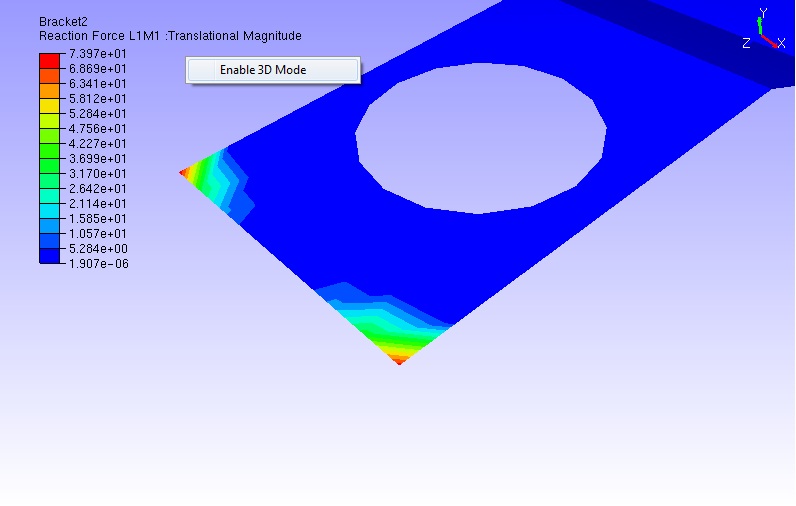 Bracket2
Reaction Force L1M1 :Translational Magnitude
7.397e+01
6.869e+01
6.341e+01
5.812e+01
5.284e+01
4.756e+01
4.227e+01
3.699e+01
3.170e+01
2.642e+01
2.114e+01
1.585e+01
1.057e+01
5.284e+00
1.907e-06
Enable 3D Mode
Y
Z
X